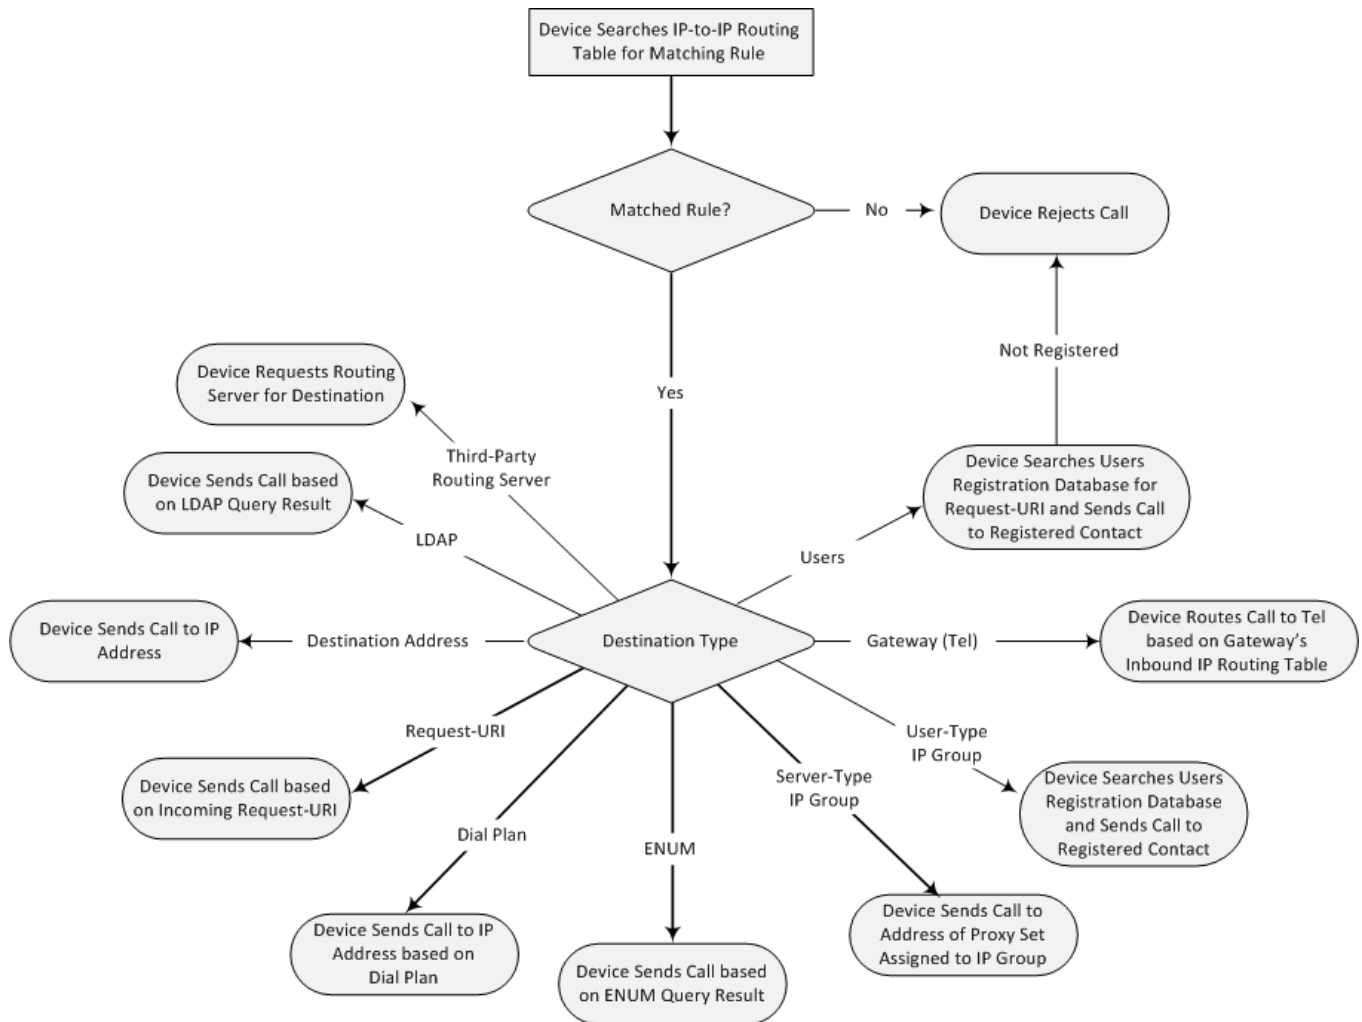 Device Searches IP-to-IP Routing
Table for Matching Rule
Matched Rule?
No
Device Rejects Call
Not Registered
Yes
Device Requests Routing
Server for Destination
Third-Party
Routing Server
Device Sends Call based
on LDAP Query Result
LDAP
Device Searches Users
Registration Database for
Request-URI and Sends Call
to Registered Contact
Users
Device Sends Call to IP
Address
Destination Address
Destination Type
Gateway (Tel)
Device Routes Call to Tel
based on Gateway's
Inbound IP Routing Table
Request-URI
User-Type
IP Group
Device Sends Call based
on Incoming Request-URI
Server-Type
IP Group
Device Searches Users
Registration Database
and Sends Call to
Registered Contact
Dial Plan
ENUM
Device Sends Call to IP
Address based on
Dial Plan
Device Sends Call based
on ENUM Query Result
Device Sends Call to
Address of Proxy Set
Assigned to IP Group